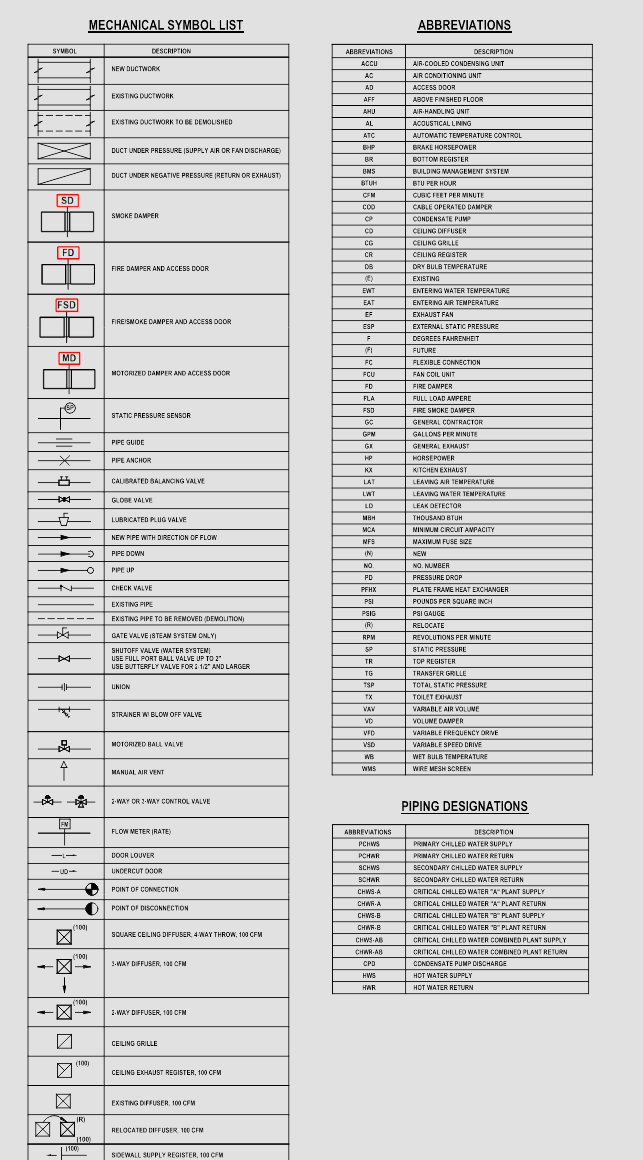 MECHANICAL SYMBOL LIST
SYMBOL DESCRIPTION
NEW DUCTWORK
EXISTING DUCTWORK
EXISTING DUCTWORK TO BE DEMOLISHED
DUCT UNDER PRESSURE (SUPPLY AIR OR FAN DISCHARGE)
DUCT UNDER NEGATIVE PRESSURE (RETURN OR EXHAUST)
SD
SMOKE DAMPER
FD
FIRE DAMPER AND ACCESS DOOR
FSD
FIRE/SMOKE DAMPER AND ACCESS DOOR
MD
MOTORIZED DAMPER AND ACCESS DOOR
SP
STATIC PRESSURE SENSOR
PIPE GUIDE
PIPE ANCHOR
CALIBRATED BALANCING VALVE
GLOBE VALVE
LUBRICATED PLUG VALVE
NEW PIPE WITH DIRECTION OF FLOW
PIPE DOWN
PIPE UP
CHECK VALVE
EXISTING PIPE
EXISTING PIPE TO BE REMOVED (DEMOLITION)
GATE VALVE (STEAM SYSTEM ONLY)
SHUTOFF VALVE (WATER SYSTEM)
USE FULL PORT BALL VALVE UP TO 2"
USE BUTTERFLY VALVE FOR 2-1/2" AND LARGER
UNION
STRAINER W/ BLOW OFF VALVE
MOTORIZED BALL VALVE
MANUAL AIR VENT
2-WAY OR 3-WAY CONTROL VALVE
FM
FLOW METER (RATE)
L DOOR LOUVER
UD UNDERCUT DOOR
POINT OF CONNECTION
POINT OF DISCONNECTION
(100)
SQUARE CEILING DIFFUSER, 4-WAY THROW, 100 CFM
(100)
3-WAY DIFFUSER, 100 CFM
(100)
2-WAY DIFFUSER, 100 CFM
CEILING GRILLE
(100)
CEILING EXHAUST REGISTER, 100 CFM
EXISTING DIFFUSER, 100 CFM
(R)
RELOCATED DIFFUSER, 100 CFM
(100)
(100)
SIDEWALL SUPPLY REGISTER, 100 CFM
ABBREVIATIONS
ABBREVIATIONS DESCRIPTION
ACCU AIR-COOLED CONDENSING UNIT
AC AIR CONDITIONING UNIT
AD ACCESS DOOR
AFF ABOVE FINISHED FLOOR
AHU AIR-HANDLING UNIT
AL ACOUSTICAL LINING
ATC AUTOMATIC TEMPERATURE CONTROL
BHP BRAKE HORSEPOWER
BR BOTTOM REGISTER
BMS BUILDING MANAGEMENT SYSTEM
BTUH BTU PER HOUR
CFM CUBIC FEET PER MINUTE
COD CABLE OPERATED DAMPER
CP CONDENSATE PUMP
CD CEILING DIFFUSER
CG CEILING GRILLE
CR CEILING REGISTER
DB DRY BULB TEMPERATURE
(E) EXISTING
EWT ENTERING WATER TEMPERATURE
EAT ENTERING AIR TEMPERATURE
EF EXHAUST FAN
ESP EXTERNAL STATIC PRESSURE
F DEGREES FAHRENHEIT
(F) FUTURE
FC FLEXIBLE CONNECTION
FCU FAN COIL UNIT
FD FIRE DAMPER
FLA FULL LOAD AMPERE
FSD FIRE SMOKE DAMPER
GC GENERAL CONTRACTOR
GPM GALLONS PER MINUTE
GX GENERAL EXHAUST
HP HORSEPOWER
KX KITCHEN EXHAUST
LAT LEAVING AIR TEMPERATURE
LWT LEAVING WATER TEMPERATURE
LD LEAK DETECTOR
MBH THOUSAND BTUH
MCA MINIMUM CIRCUIT AMPACITY
MFS MAXIMUM FUSE SIZE
(N) NEW
NO. NO. NUMBER
PD PRESSURE DROP
PFHX PLATE FRAME HEAT EXCHANGER
PSI POUNDS PER SQUARE INCH
PSIG PSI GAUGE
(R) RELOCATE
RPM REVOLUTIONS PER MINUTE
SP STATIC PRESSURE
TR TOP REGISTER
TG TRANSFER GRILLE
TSP TOTAL STATIC PRESSURE
TX TOILET EXHAUST
VAV VARIABLE AIR VOLUME
VD VOLUME DAMPER
VFD VARIABLE FREQUENCY DRIVE
VSD VARIABLE SPEED DRIVE
WB WET BULB TEMPERATURE
WMS WIRE MESH SCREEN
PIPING DESIGNATIONS
ABBREVIATIONS DESCRIPTION
PCHWS PRIMARY CHILLED WATER SUPPLY
PCHWR PRIMARY CHILLED WATER RETURN
SCHWS SECONDARY CHILLED WATER SUPPLY
SCHWR SECONDARY CHILLED WATER RETURN
CHWS-A CRITICAL CHILLED WATER "A" PLANT SUPPLY
CHWR-A CRITICAL CHILLED WATER "A" PLANT RETURN
CHWS-B CRITICAL CHILLED WATER "B" PLANT SUPPLY
CHWR-B CRITICAL CHILLED WATER "B" PLANT RETURN
CHWS-AB CRITICAL CHILLED WATER COMBINED PLANT SUPPLY
CHWR-AB CRITICAL CHILLED WATER COMBINED PLANT RETURN
CPD CONDENSATE PUMP DISCHARGE
HWS HOT WATER SUPPLY
HWR HOT WATER RETURN